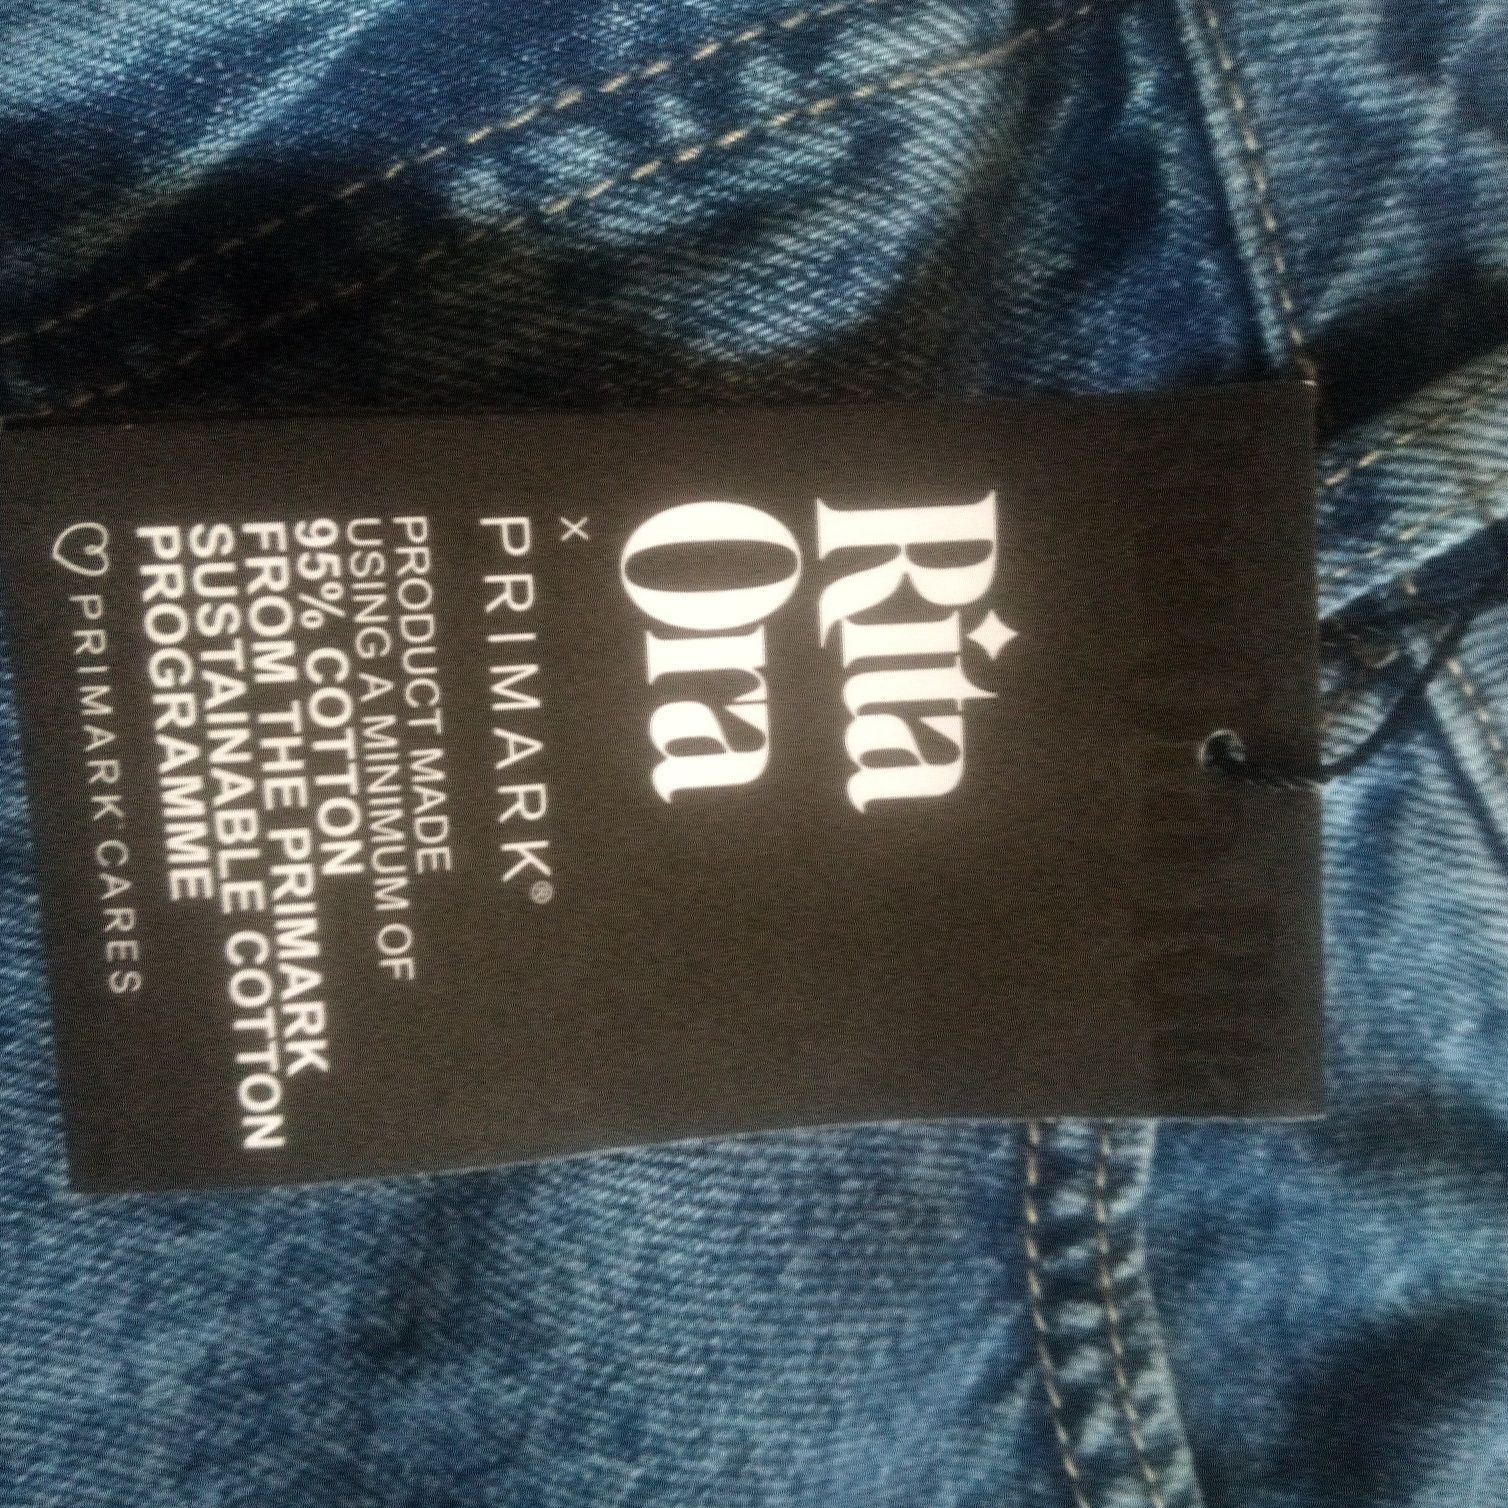 Rita
Ora
x
PRIMARK®
PRODUCT MADE
USING A MINIMUM OF
95% COTTON
FROM THE PRIMARK
SUSTAINABLE COTTON
PROGRAMME
PRIMARK CARES